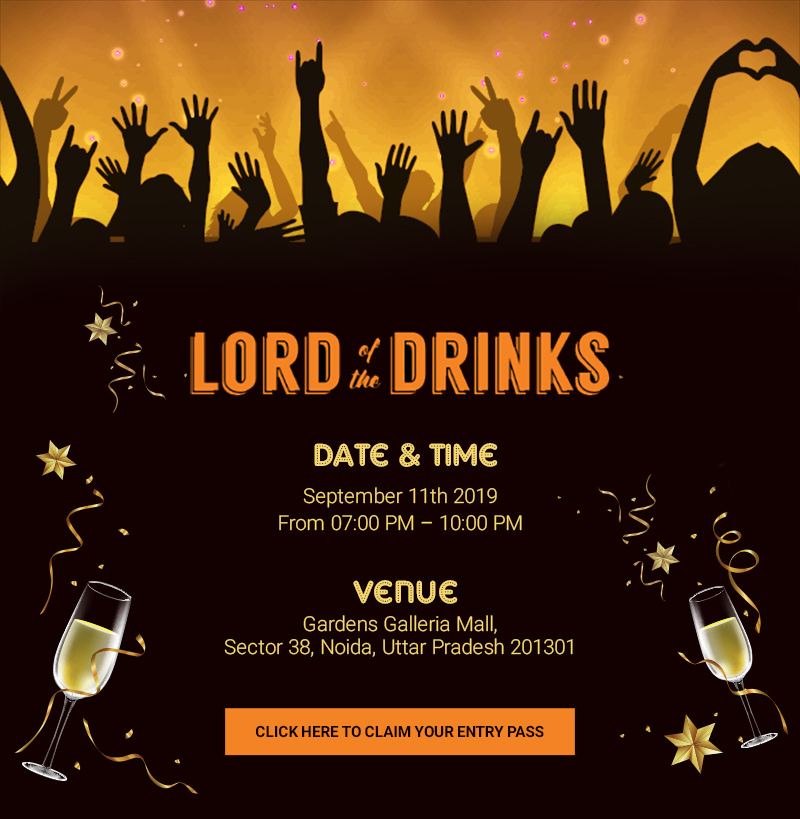 LORD of the DRINKS
DATE & TIME
September 11th 2019
From 07:00 PM – 10:00 PM
VENUE
Gardens Galleria Mall,
Sector 38, Noida, Uttar Pradesh 201301
CLICK HERE TO CLAIM YOUR ENTRY PASS